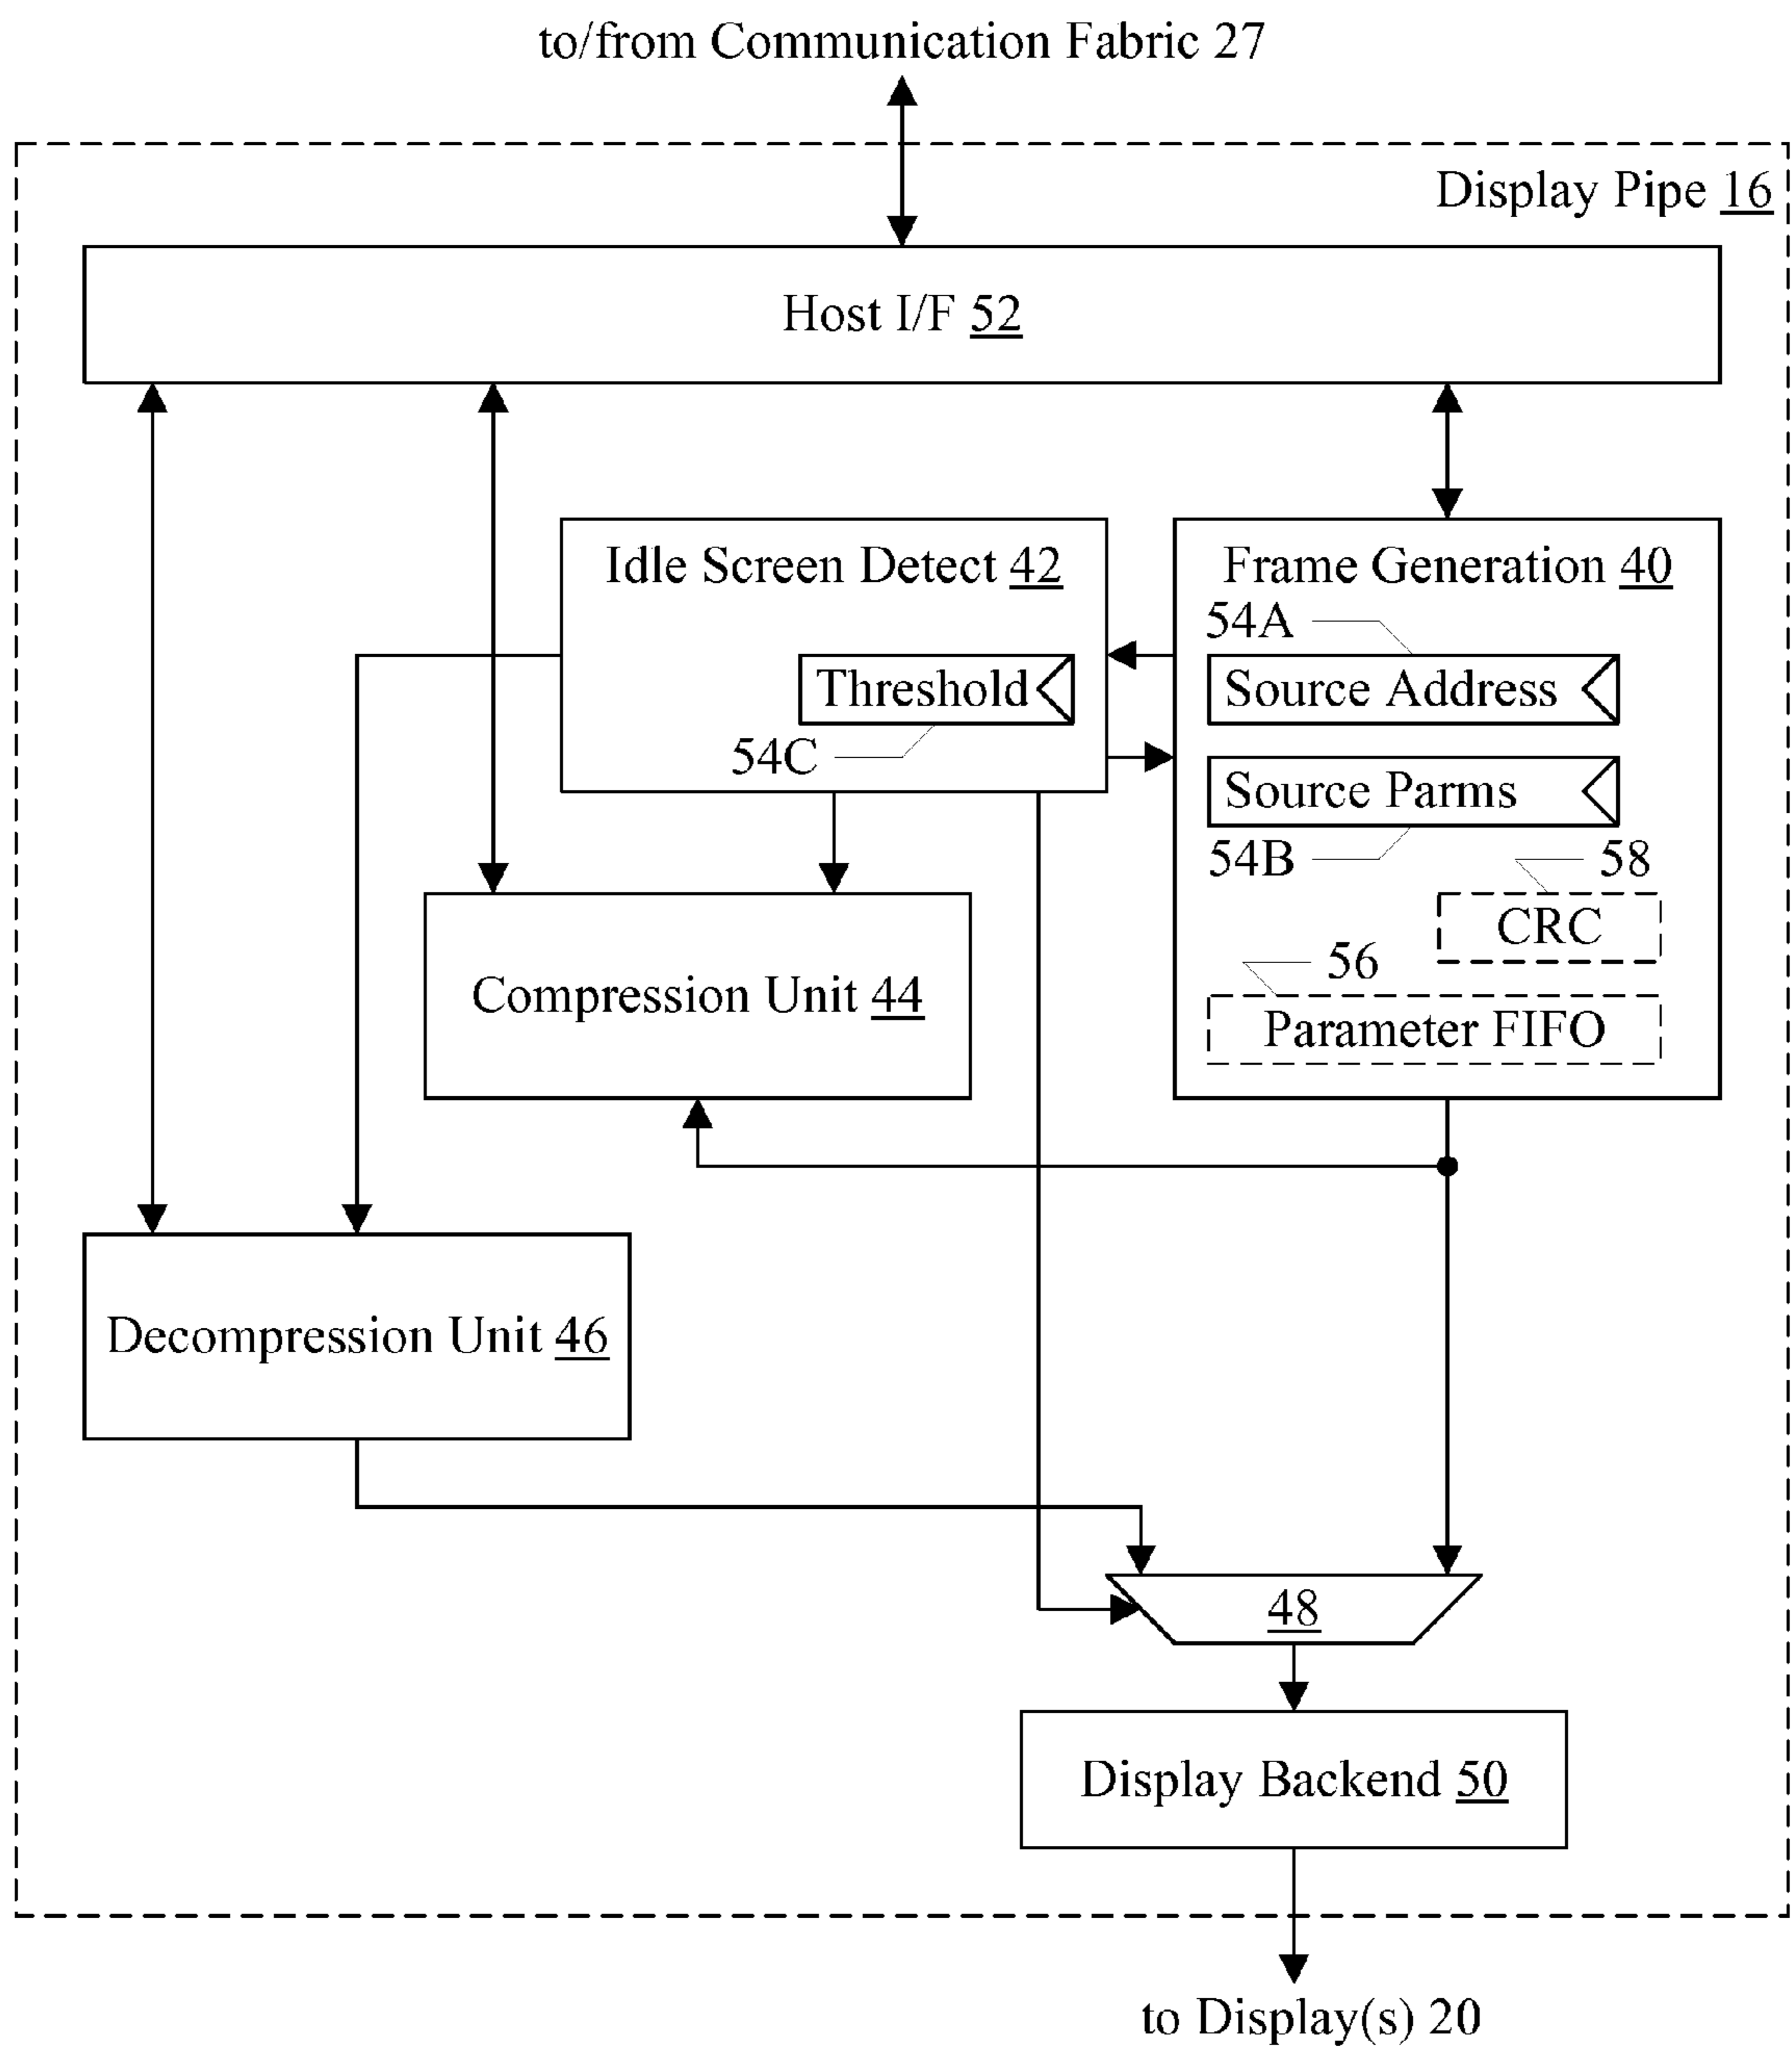 to/from Communication Fabric 27
Display Pipe 16
Host I/F 52
Idle Screen Detect 42
Frame Generation 40
54A
Threshold
Source Address
54C
Source Parms
54B
58
CRC
56
Compression Unit 44
Parameter FIFO
Decompression Unit 46
48
Display Backend 50
to Display(s) 20